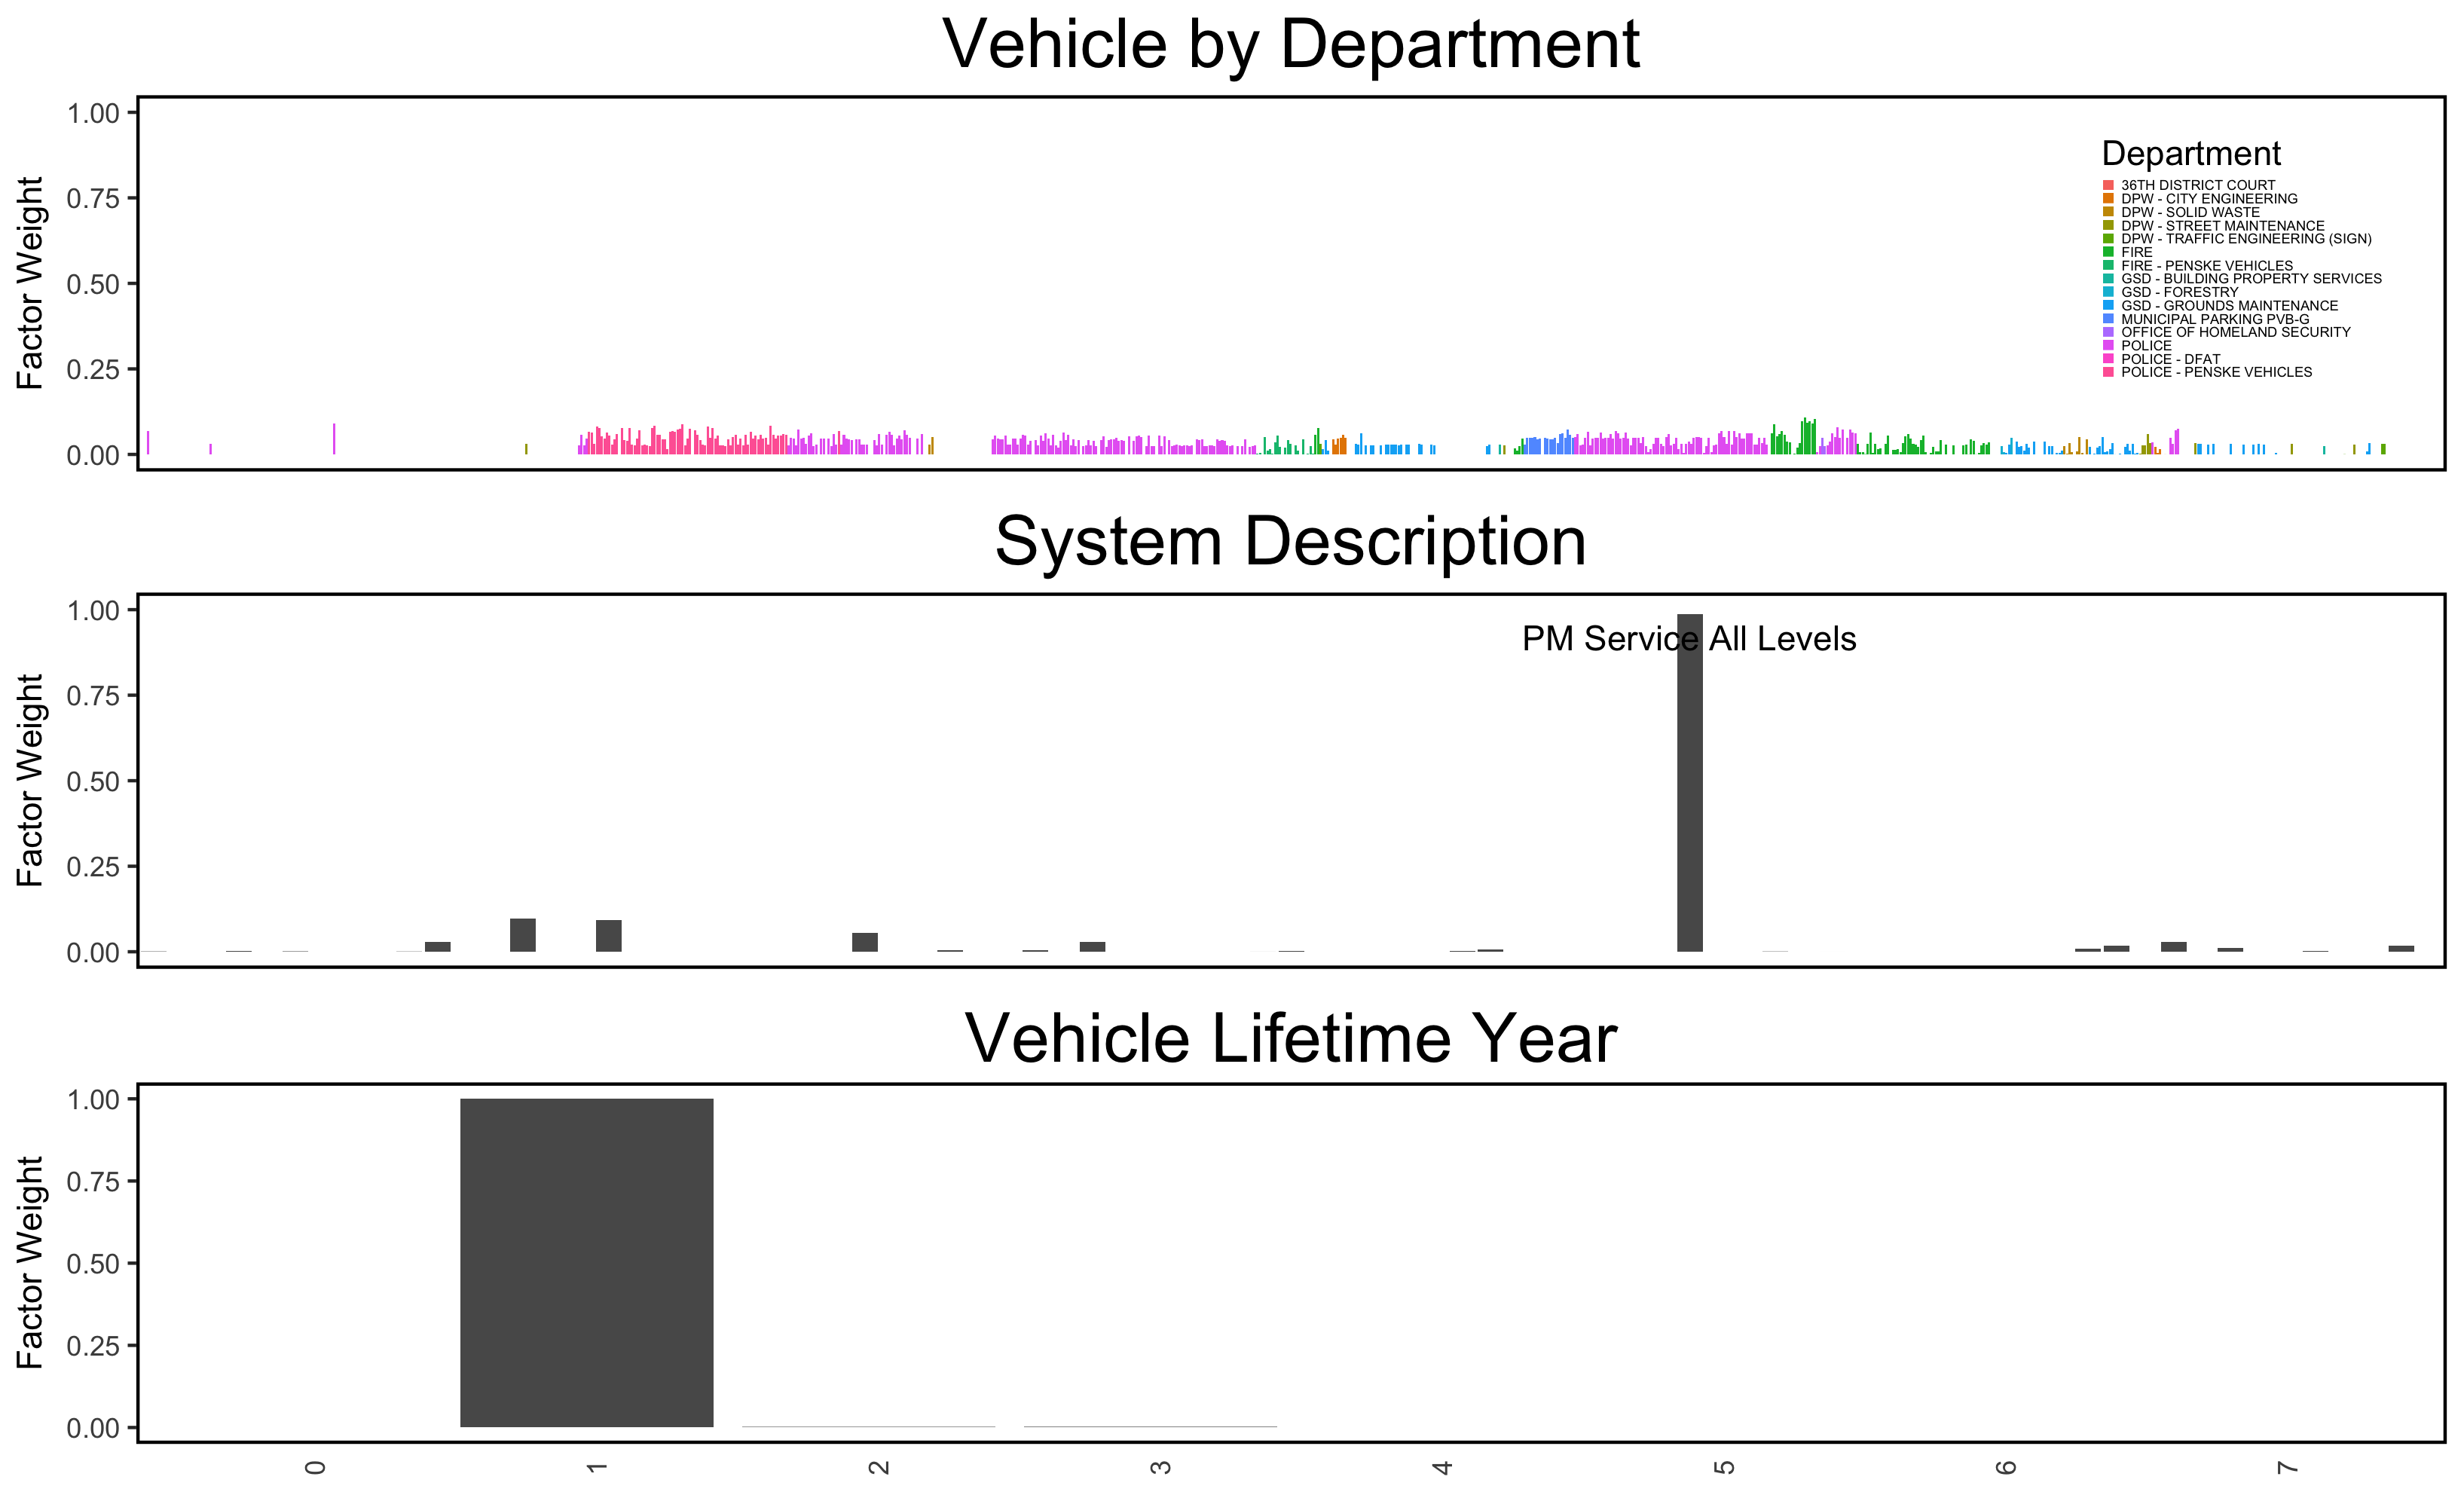 Vehicle by Department
Factor Weight
1.00
0.75
0.50
0.25
0.00
Department
36TH DISTRICT COURT
DPW - CITY ENGINEERING
DPW - SOLID WASTE
DPW - STREET MAINTENANCE
DPW - TRAFFIC ENGINEERING (SIGN)
FIRE
FIRE - PENSKE VEHICLES
GSD - BUILDING PROPERTY SERVICES
GSD - FORESTRY
GSD - GROUNDS MAINTENANCE
MUNICIPAL PARKING PVB-G
OFFICE OF HOMELAND SECURITY
POLICE
POLICE - DFAT
POLICE - PENSKE VEHICLES
System Description
Factor Weight
1.00
0.75
0.50
0.25
0.00
PM Service All Levels
Vehicle Lifetime Year
Factor Weight
1.00
0.75
0.50
0.25
0.00
0 1 2 3 4 5 6 7